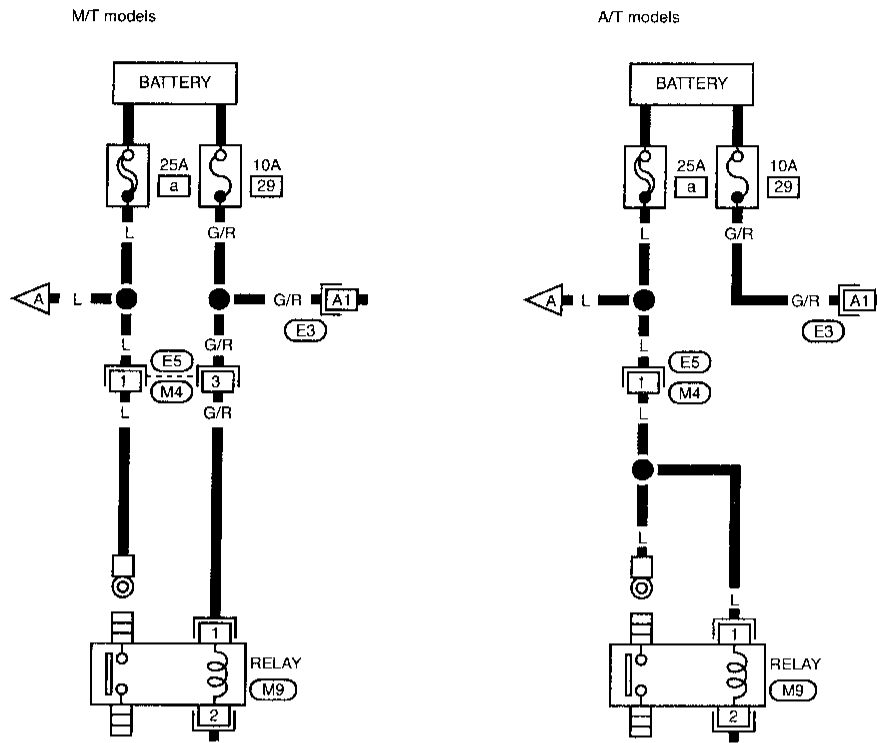 M/T models
BATTERY
25A
a
10A
29
L
G/R
A
L
G/R
A1
E3
L
G/R
E5
1
3
M4
L
G/R
1
RELAY
M9
2
A/T models
BATTERY
25A
a
10A
29
L
G/R
A
L
G/R
A1
E3
L
E5
1
M4
L
L
L
1
RELAY
M9
2